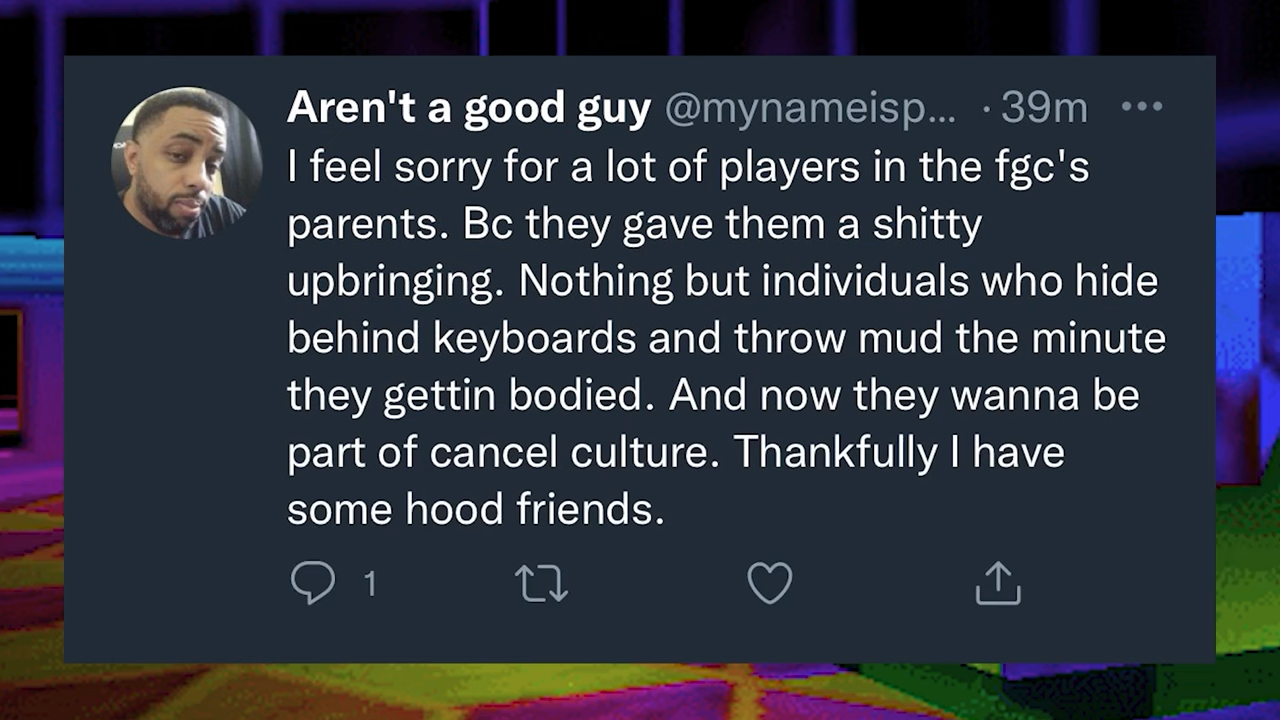 Aren't a good guy @mynameisp... · 39m
I feel sorry for a lot of players in the fgc's
parents. Bc they gave them a shitty
upbringing. Nothing but individuals who hide
behind keyboards and throw mud the minute
they gettin bodied. And now they wanna be
part of cancel culture. Thankfully I have
some hood friends.
1